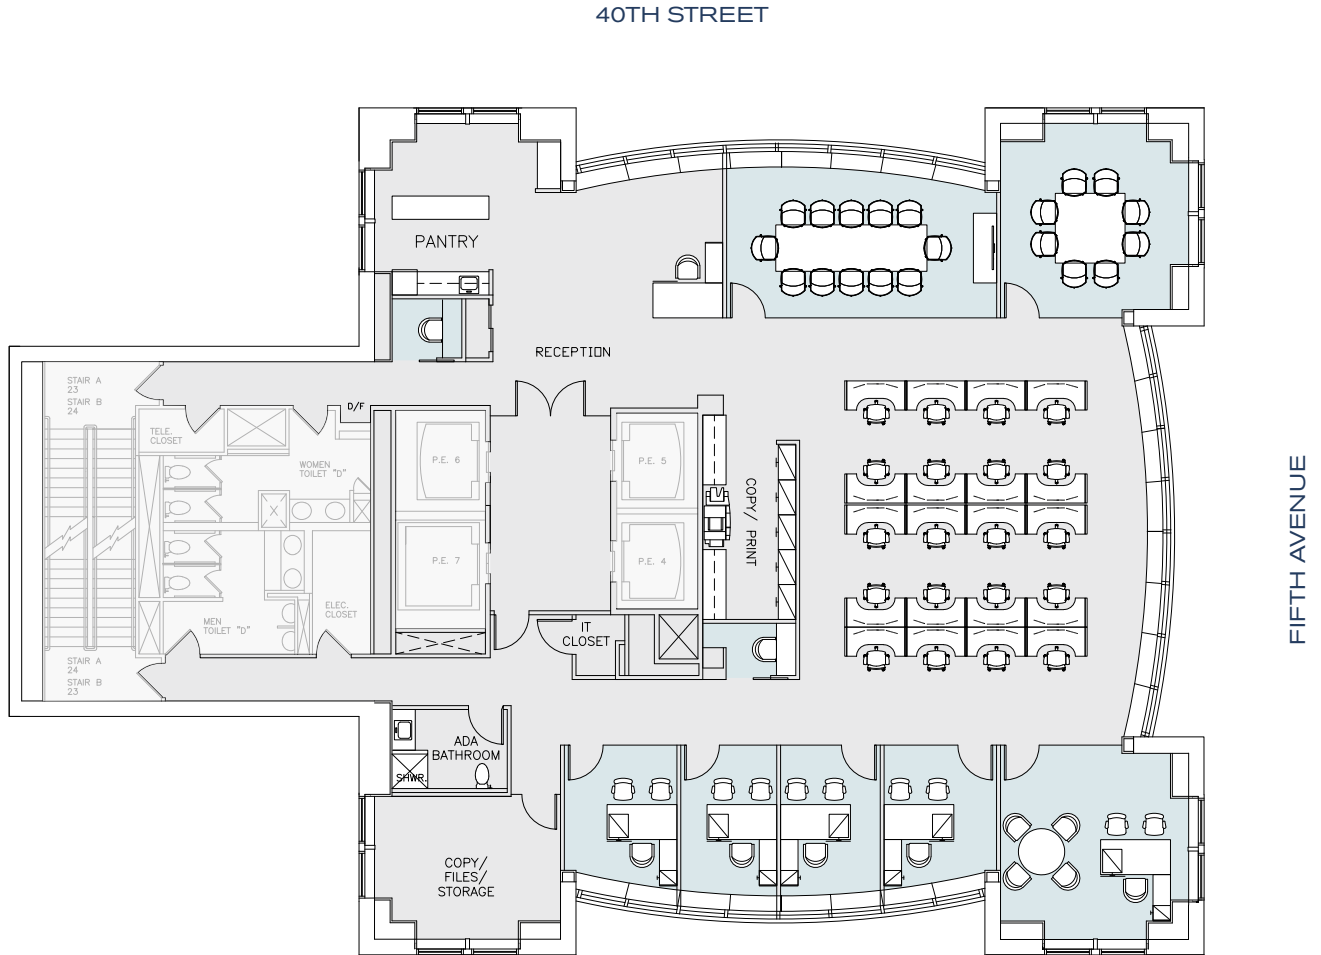 40TH STREET
PANTRY
RECEPTION
STAIR A
23
STAIR B
24
D/F
TELE.
CLOSET
WOMEN
TOILET "D"
P.E. 6
P.E. 5
COPY/ PRINT
FIFTH AVENUE
P.E. 7
P.E. 4
ELEC.
CLOSET
MEN
TOILET "D"
IT
CLOSET
STAIR A
24
STAIR B
23
ADA
BATHROOM
SHWR.
COPY/
FILES/
STORAGE